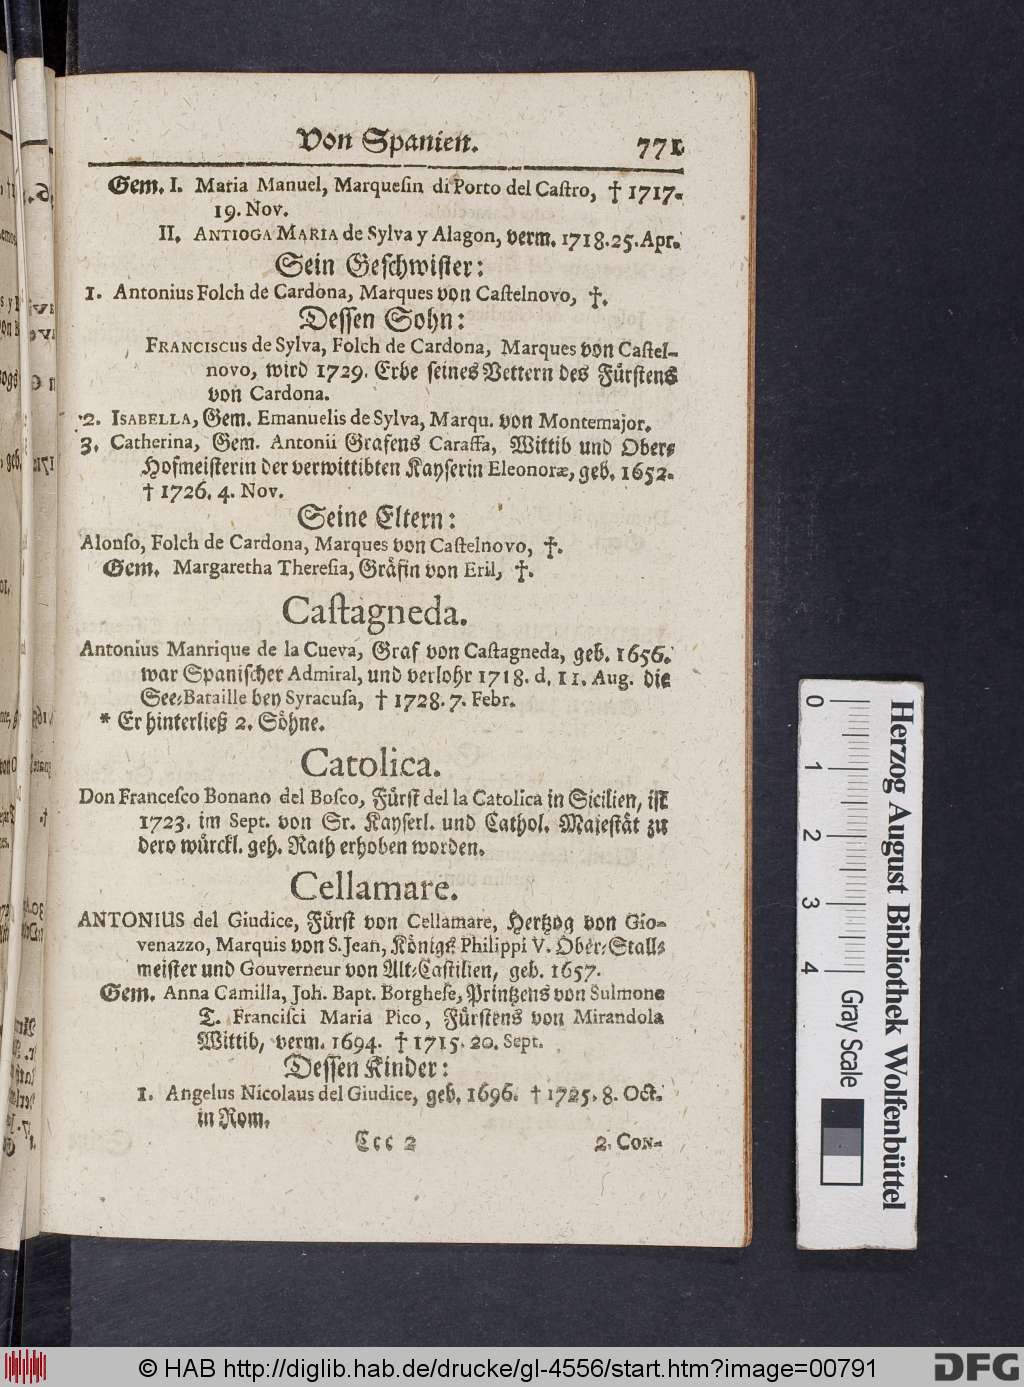 Von Spanien. 771
Gem. I. Maria Manuel, Marquesin di Porto del Castro, † 1717.
19. Nov.
II. ANTIOGA MARIA de Sylva y Alagon, verm. 1718. 25. Apr.
Sein Geschwister:
1. Antonius Folch de Cardona, Marques von Castelnovo, †.
Dessen Sohn:
FRANCISCUS de Sylva, Folch de Cardona, Marques von Castel-
novo, wird 1729. Erbe seines Vettern des Fürstens
von Cardona.
2. ISABELLA, Gem. Emanuelis de Sylva, Marqu. von Montemajor.
3. Catherina, Gem. Antonii Grafens Caraffa, Wittib und Ober-
Hofmeisterin der verwittibten Kayserin Eleonoræ, geb. 1652.
† 1726. 4. Nov.
Seine Eltern:
Alonso, Folch de Cardona, Marques von Castelnovo, †.
Gem. Margaretha Theresia, Gräfin von Eril, †.
Castagneda.
Antonius Manrique de la Cueva, Graf von Castagneda, geb. 1656.
war Spanischer Admiral, und verlohr 1718. d. 11. Aug. die
See-Bataille bey Syracusa, † 1728. 7. Febr.
* Er hinterließ 2. Söhne.
Catolica.
Don Francesco Bonano del Bosco, Fürst del la Catolica in Sicilien, ist
1723. im Sept. von Sr. Kayserl. und Cathol. Majestät zu
dero würckl. geh. Rath erhoben worden.
Cellamare.
ANTONIUS del Giudice, Fürst von Cellamare, Hertzog von Gio-
venazzo, Marquis von S. Jean, Königs Philippi V. Ober-Stall-
meister und Gouverneur von Alt-Castilien, geb. 1657.
Gem. Anna Camilla, Joh. Bapt. Borghese, Printzens von Sulmone
T. Francisci Maria Pico, Fürstens von Mirandola
Wittib, verm. 1694. † 1715. 20. Sept.
Dessen Kinder:
1. Angelus Nicolaus del Giudice, geb. 1696. † 1725. 8. Oct.
in Rom.
Ccc 2 2. CON-
0 1 2 3 4
Gray Scale
Herzog August Bibliothek Wolfenbüttel
© HAB http://diglib.hab.de/drucke/gl-4556/start.htm?image=00791
DFG